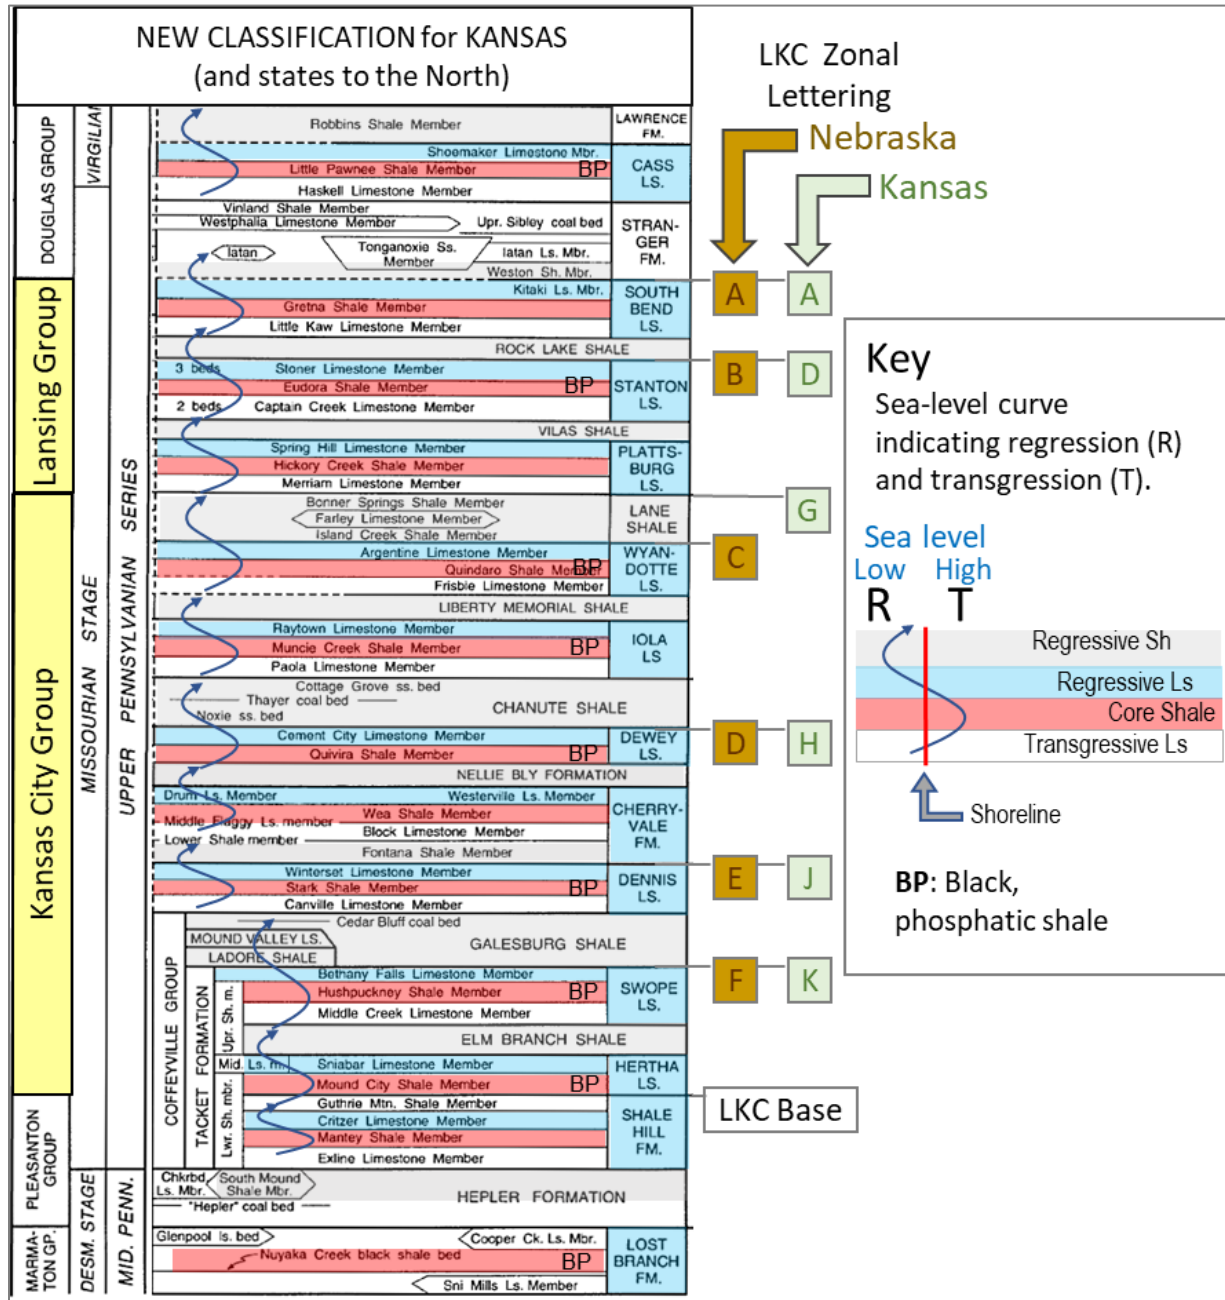 NEW CLASSIFICATION for KANSAS
(and states to the North)
LKC Zonal
Lettering
Nebraska
Kansas
DOUGLAS GROUP
VIRGILIAN
Robbins Shale Member
LAWRENCE
FM.
Shoemaker Limestone Mbr.
Little Pawnee Shale Member
BP
Haskell Limestone Member
CASS
LS.
Vinland Shale Member
Westphalia Limestone Member
Upr. Sibley coal bed
Iatan
Tonganoxie Ss.
Member
Iatan Ls. Mbr.
Weston Sh. Mbr.
STRAN-
GER
FM.
Lansing Group
MISSOURIAN STAGE
UPPER PENNSYLVANIAN SERIES
Kitaki Ls. Mbr.
Gretna Shale Member
Little Kaw Limestone Member
SOUTH
BEND
LS.
A
A
ROCK LAKE SHALE
3 beds
Stoner Limestone Member
Eudora Shale Member
BP
2 beds
Captain Creek Limestone Member
STANTON
LS.
B
D
VILAS SHALE
Spring Hill Limestone Member
Hickory Creek Shale Member
Merriam Limestone Member
PLATTS-
BURG
LS.
Kansas City Group
Bonner Springs Shale Member
Farley Limestone Member
Island Creek Shale Member
LANE
SHALE
G
Argentine Limestone Member
Quindaro Shale Member
BP
Frisbie Limestone Member
WYAN-
DOTTE
LS.
C
LIBERTY MEMORIAL SHALE
Raytown Limestone Member
Muncie Creek Shale Member
BP
Paola Limestone Member
IOLA
LS
Cottage Grove ss. bed
Thayer coal bed
Noxie ss. bed
CHANUTE SHALE
Cement City Limestone Member
Quivira Shale Member
BP
DEWEY
LS.
D
H
NELLIE BLY FORMATION
Drum Ls. Member
Westerville Ls. Member
Wea Shale Member
Middle Flaggy Ls. member
Block Limestone Member
Lower Shale member
Fontana Shale Member
CHERRY-
VALE
FM.
Winterset Limestone Member
Stark Shale Member
BP
Canville Limestone Member
DENNIS
LS.
E
J
COFFEYVILLE GROUP
Cedar Bluff coal bed
MOUND VALLEY LS.
LADORE SHALE
GALESBURG SHALE
TACKET FORMATION
Upr. Sh. m.
Bethany Falls Limestone Member
Hushpuckney Shale Member
BP
Middle Creek Limestone Member
SWOPE
LS.
F
K
ELM BRANCH SHALE
Mid. Ls. m.
Sniabar Limestone Member
Lwr. Sh. mbr.
Mound City Shale Member
BP
HERTHA
LS.
LKC Base
PLEASANTON
GROUP
Guthrie Mtn. Shale Member
Critzer Limestone Member
Mantey Shale Member
Exline Limestone Member
SHALE
HILL
FM.
DESM. STAGE
MID. PENN.
Chkrbd.
Ls. Mbr.
South Mound
Shale Mbr.
"Hepler" coal bed
HEPLER FORMATION
MARMA-
TON GP.
Glenpool ls. bed
Cooper Ck. Ls. Mbr.
Nuyaka Creek black shale bed
BP
Sni Mills Ls. Member
LOST
BRANCH
FM.
Key
Sea-level curve
indicating regression (R)
and transgression (T).
Sea level
Low High
R T
Regressive Sh
Regressive Ls
Core Shale
Transgressive Ls
Shoreline
BP: Black,
phosphatic shale